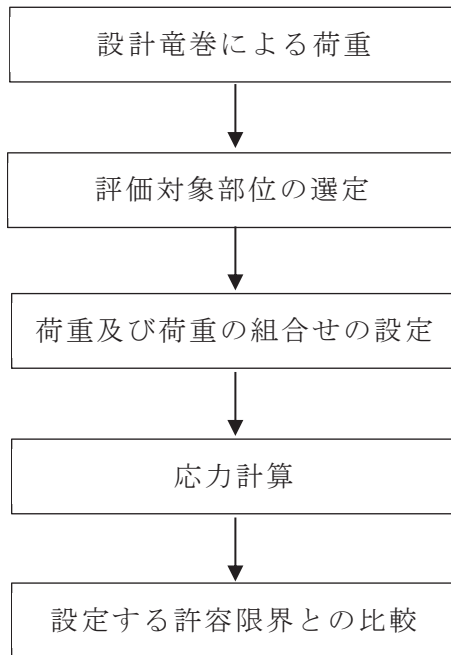 設計竜巻による荷重
評価対象部位の選定
荷重及び荷重の組合せの設定
応力計算
設定する許容限界との比較